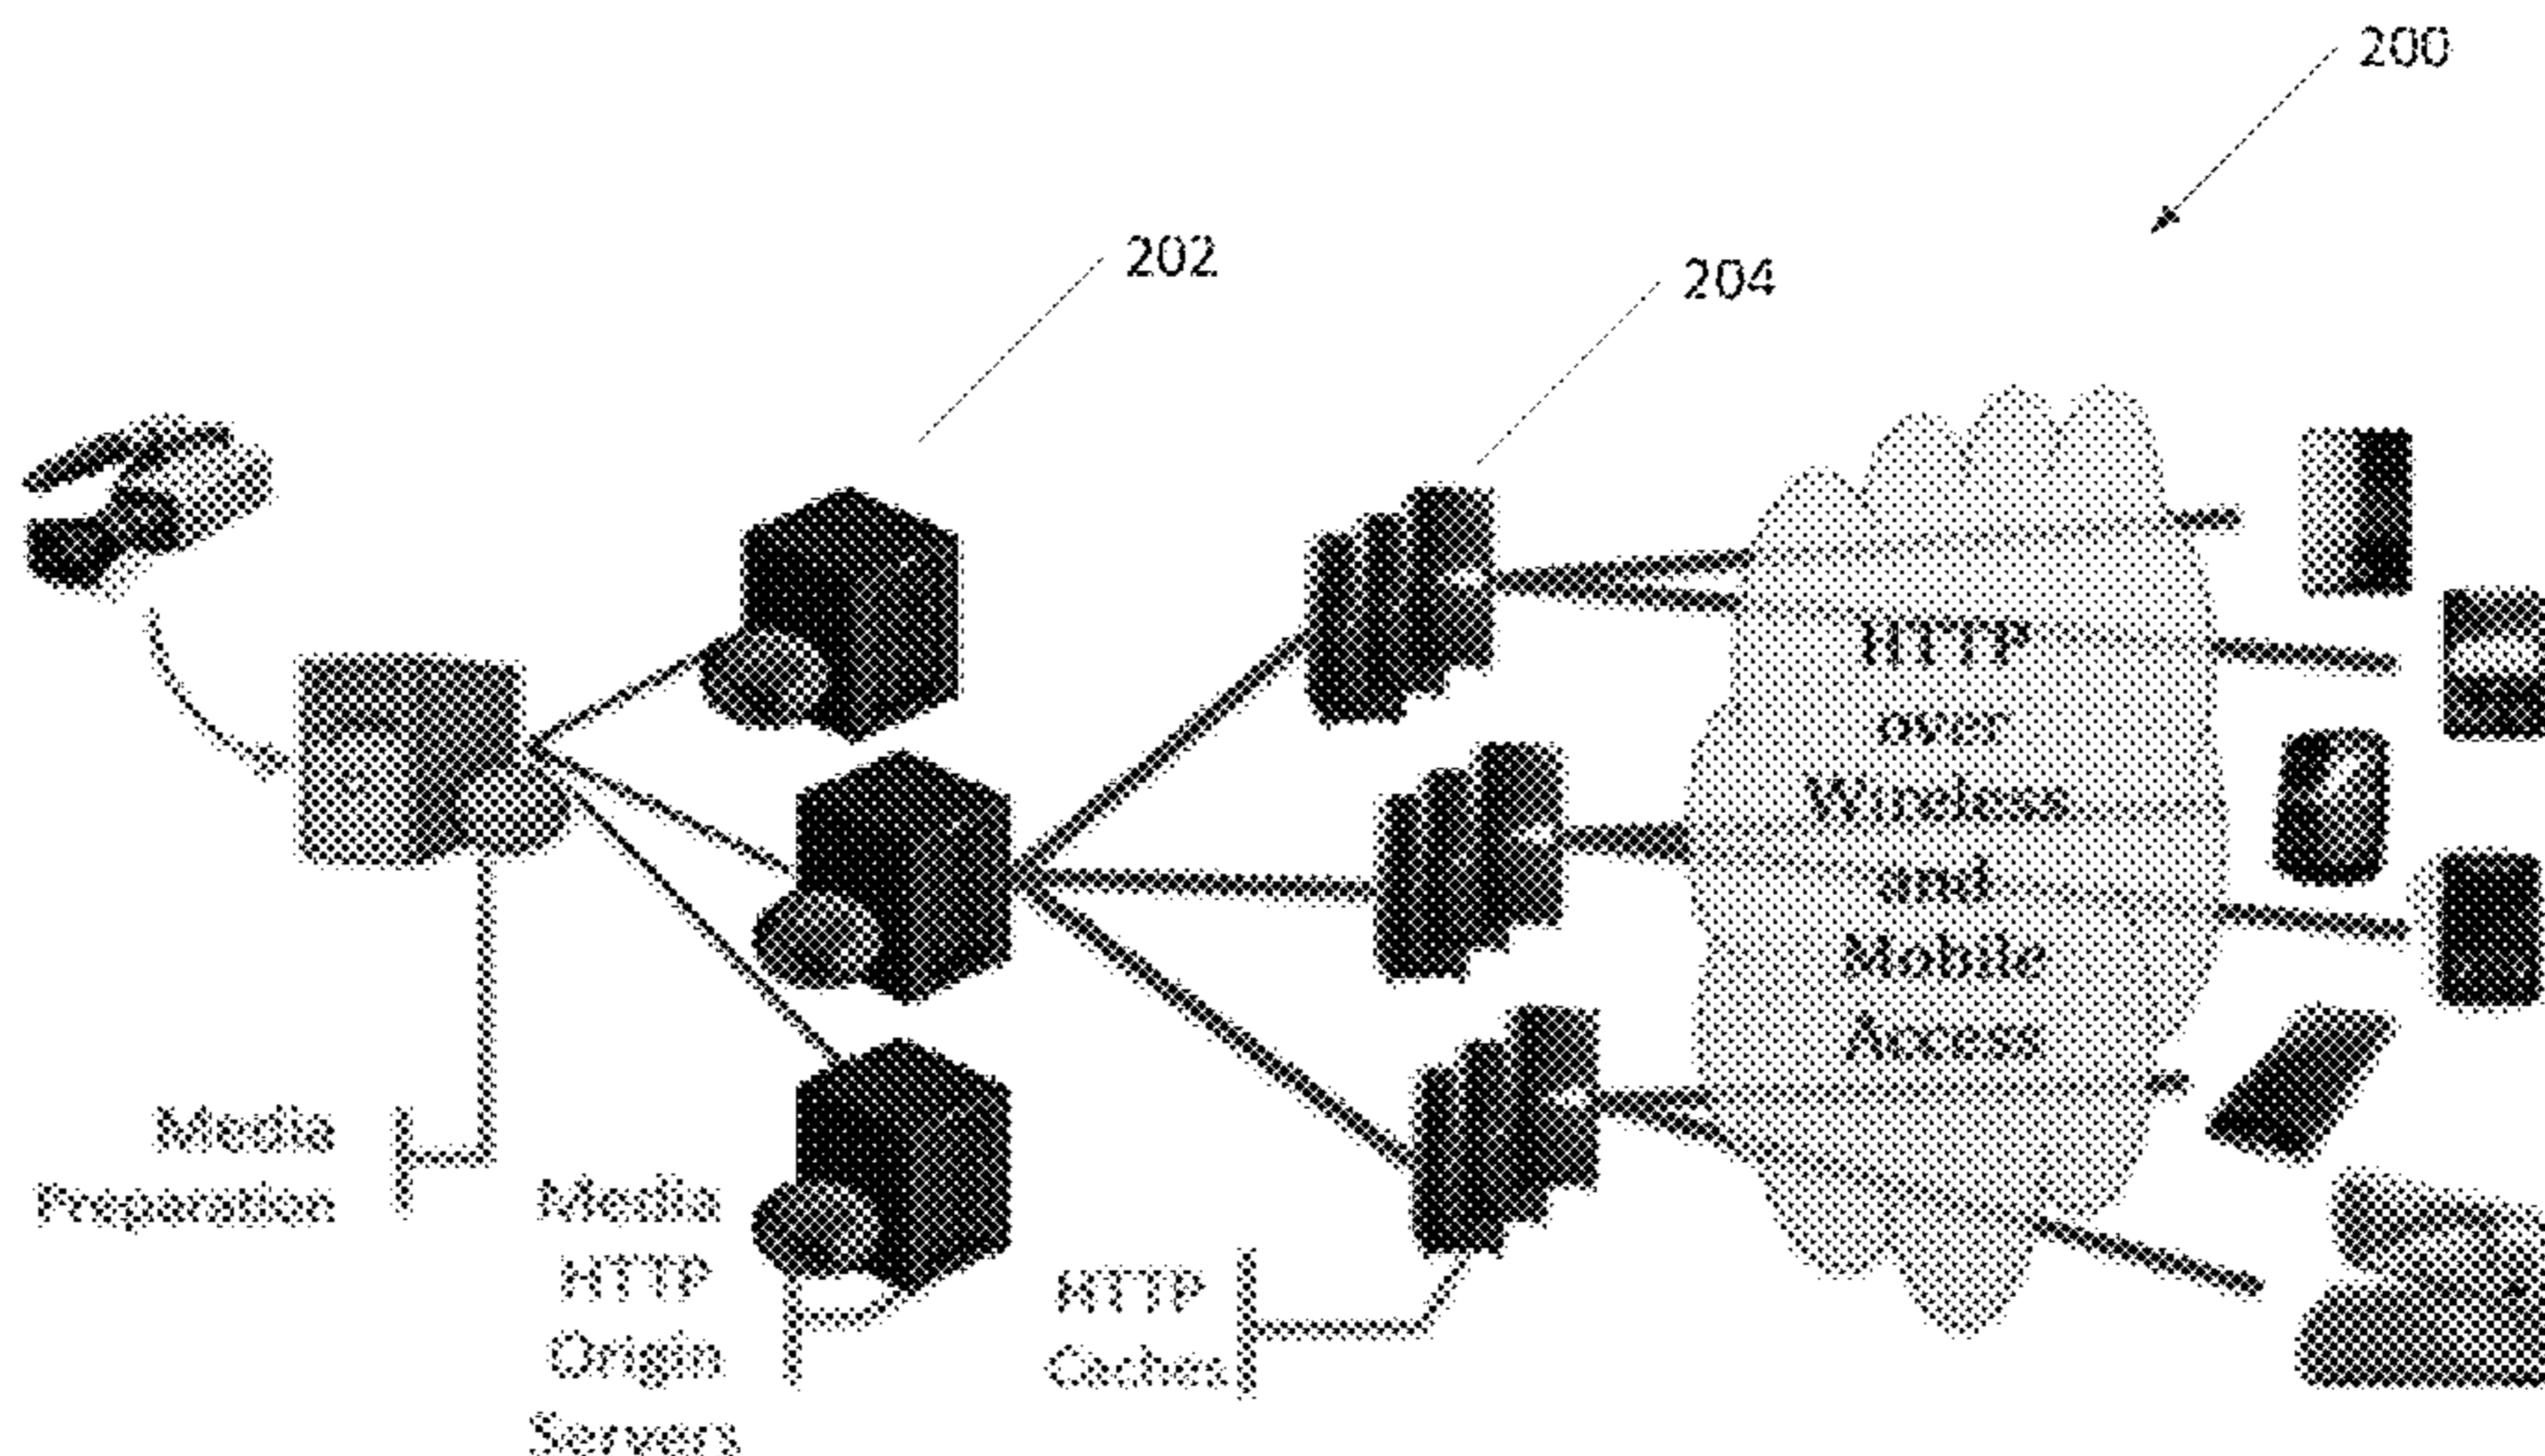 200
202
204
HTTP
over
Wireless
and
Mobile
Access
Media
Preparation
Media
HTTP
Origin
Servers
HTTP
Caches